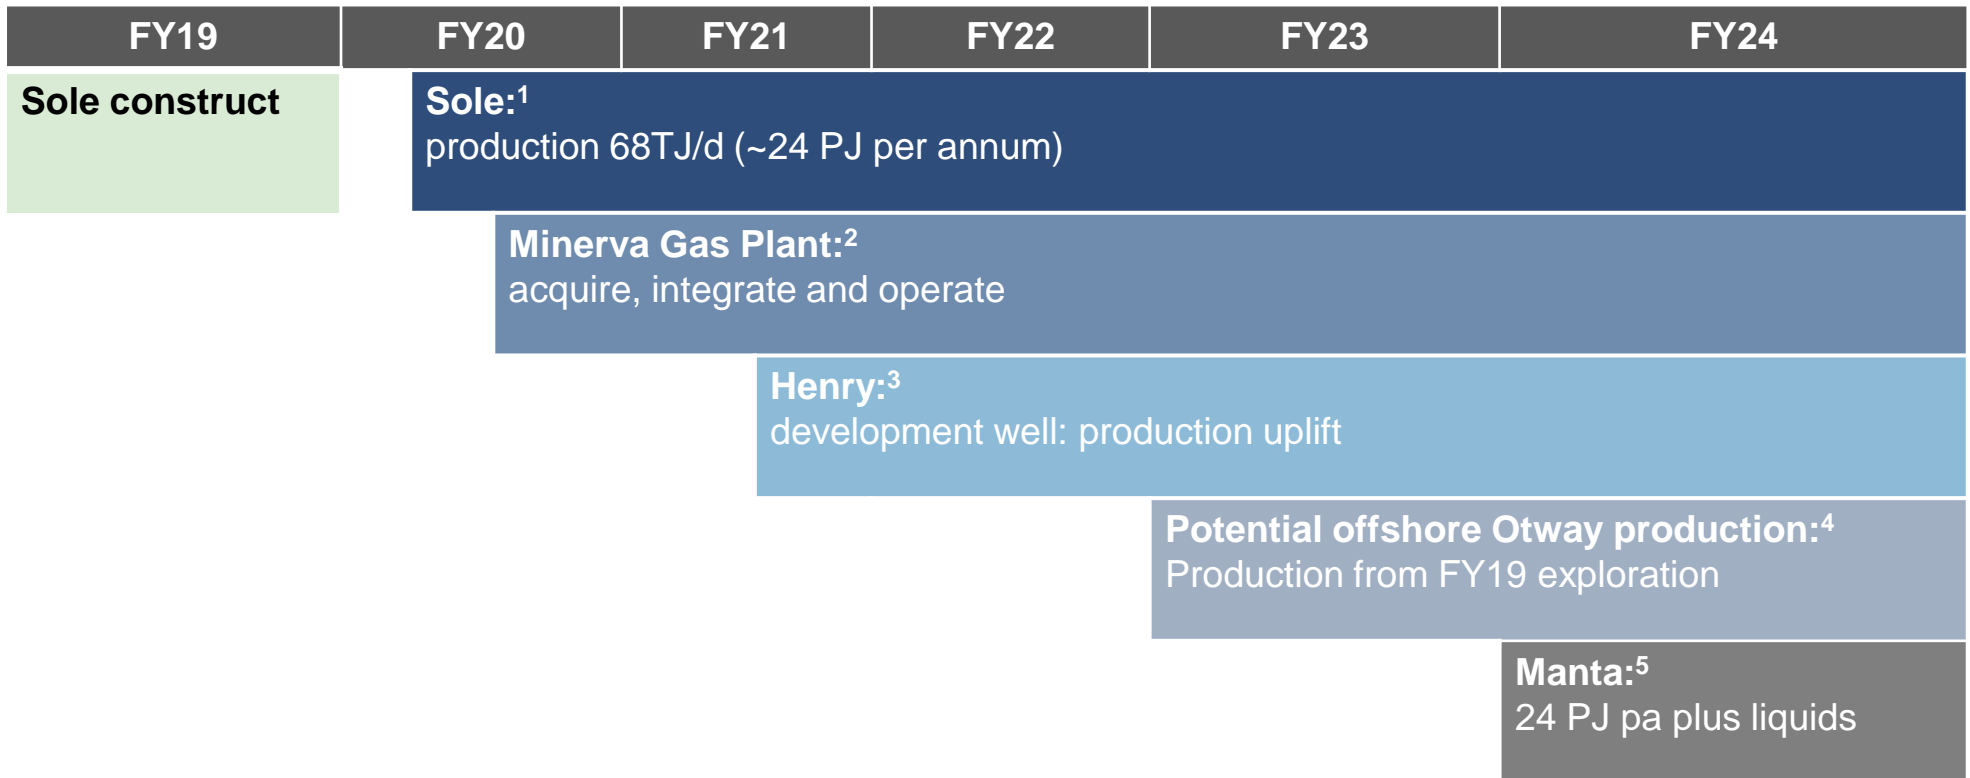 FY19 FY20 FY21 FY22 FY23 FY24
Sole construct
Sole:¹
production 68TJ/d (~24 PJ per annum)
Minerva Gas Plant:²
acquire, integrate and operate
Henry:³
development well: production uplift
Potential offshore Otway production:⁴
Production from FY19 exploration
Manta:⁵
24 PJ pa plus liquids